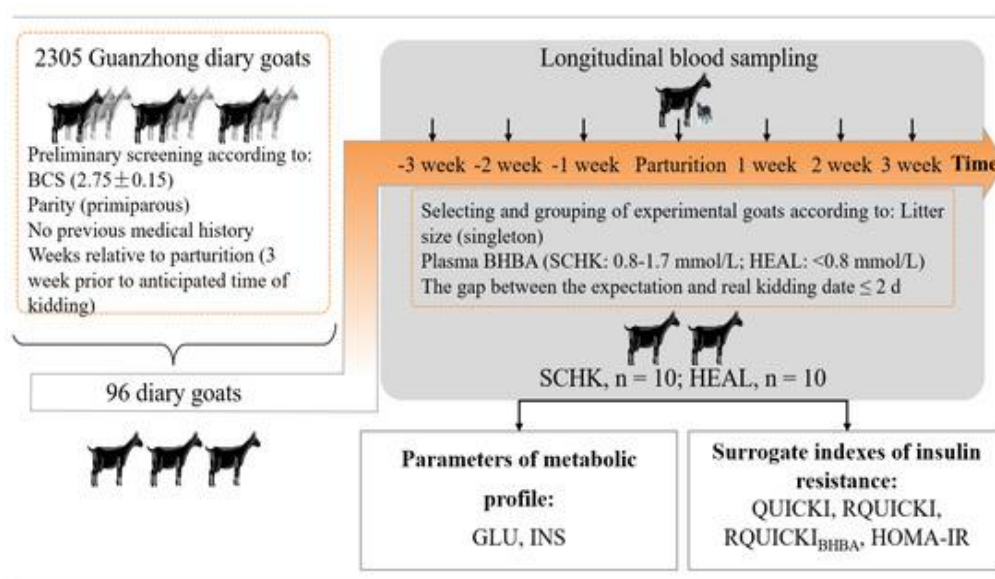 2305 Guanzhong diary goats
Preliminary screening according to:
BCS (2.75±0.15)
Parity (primiparous)
No previous medical history
Weeks relative to parturition (3
week prior to anticipated time of
kidding)
96 diary goats
Longitudinal blood sampling
-3 week -2 week -1 week Parturition 1 week 2 week 3 week Time
Selecting and grouping of experimental goats according to: Litter
size (singleton)
Plasma BHBA (SCHK: 0.8-1.7 mmol/L; HEAL: <0.8 mmol/L)
The gap between the expectation and real kidding date ≤ 2 d
SCHK, n = 10; HEAL, n = 10
Parameters of metabolic
profile:
GLU, INS
Surrogate indexes of insulin
resistance:
QUICKI, RQUICKI,
RQUICKIBHBA, HOMA-IR